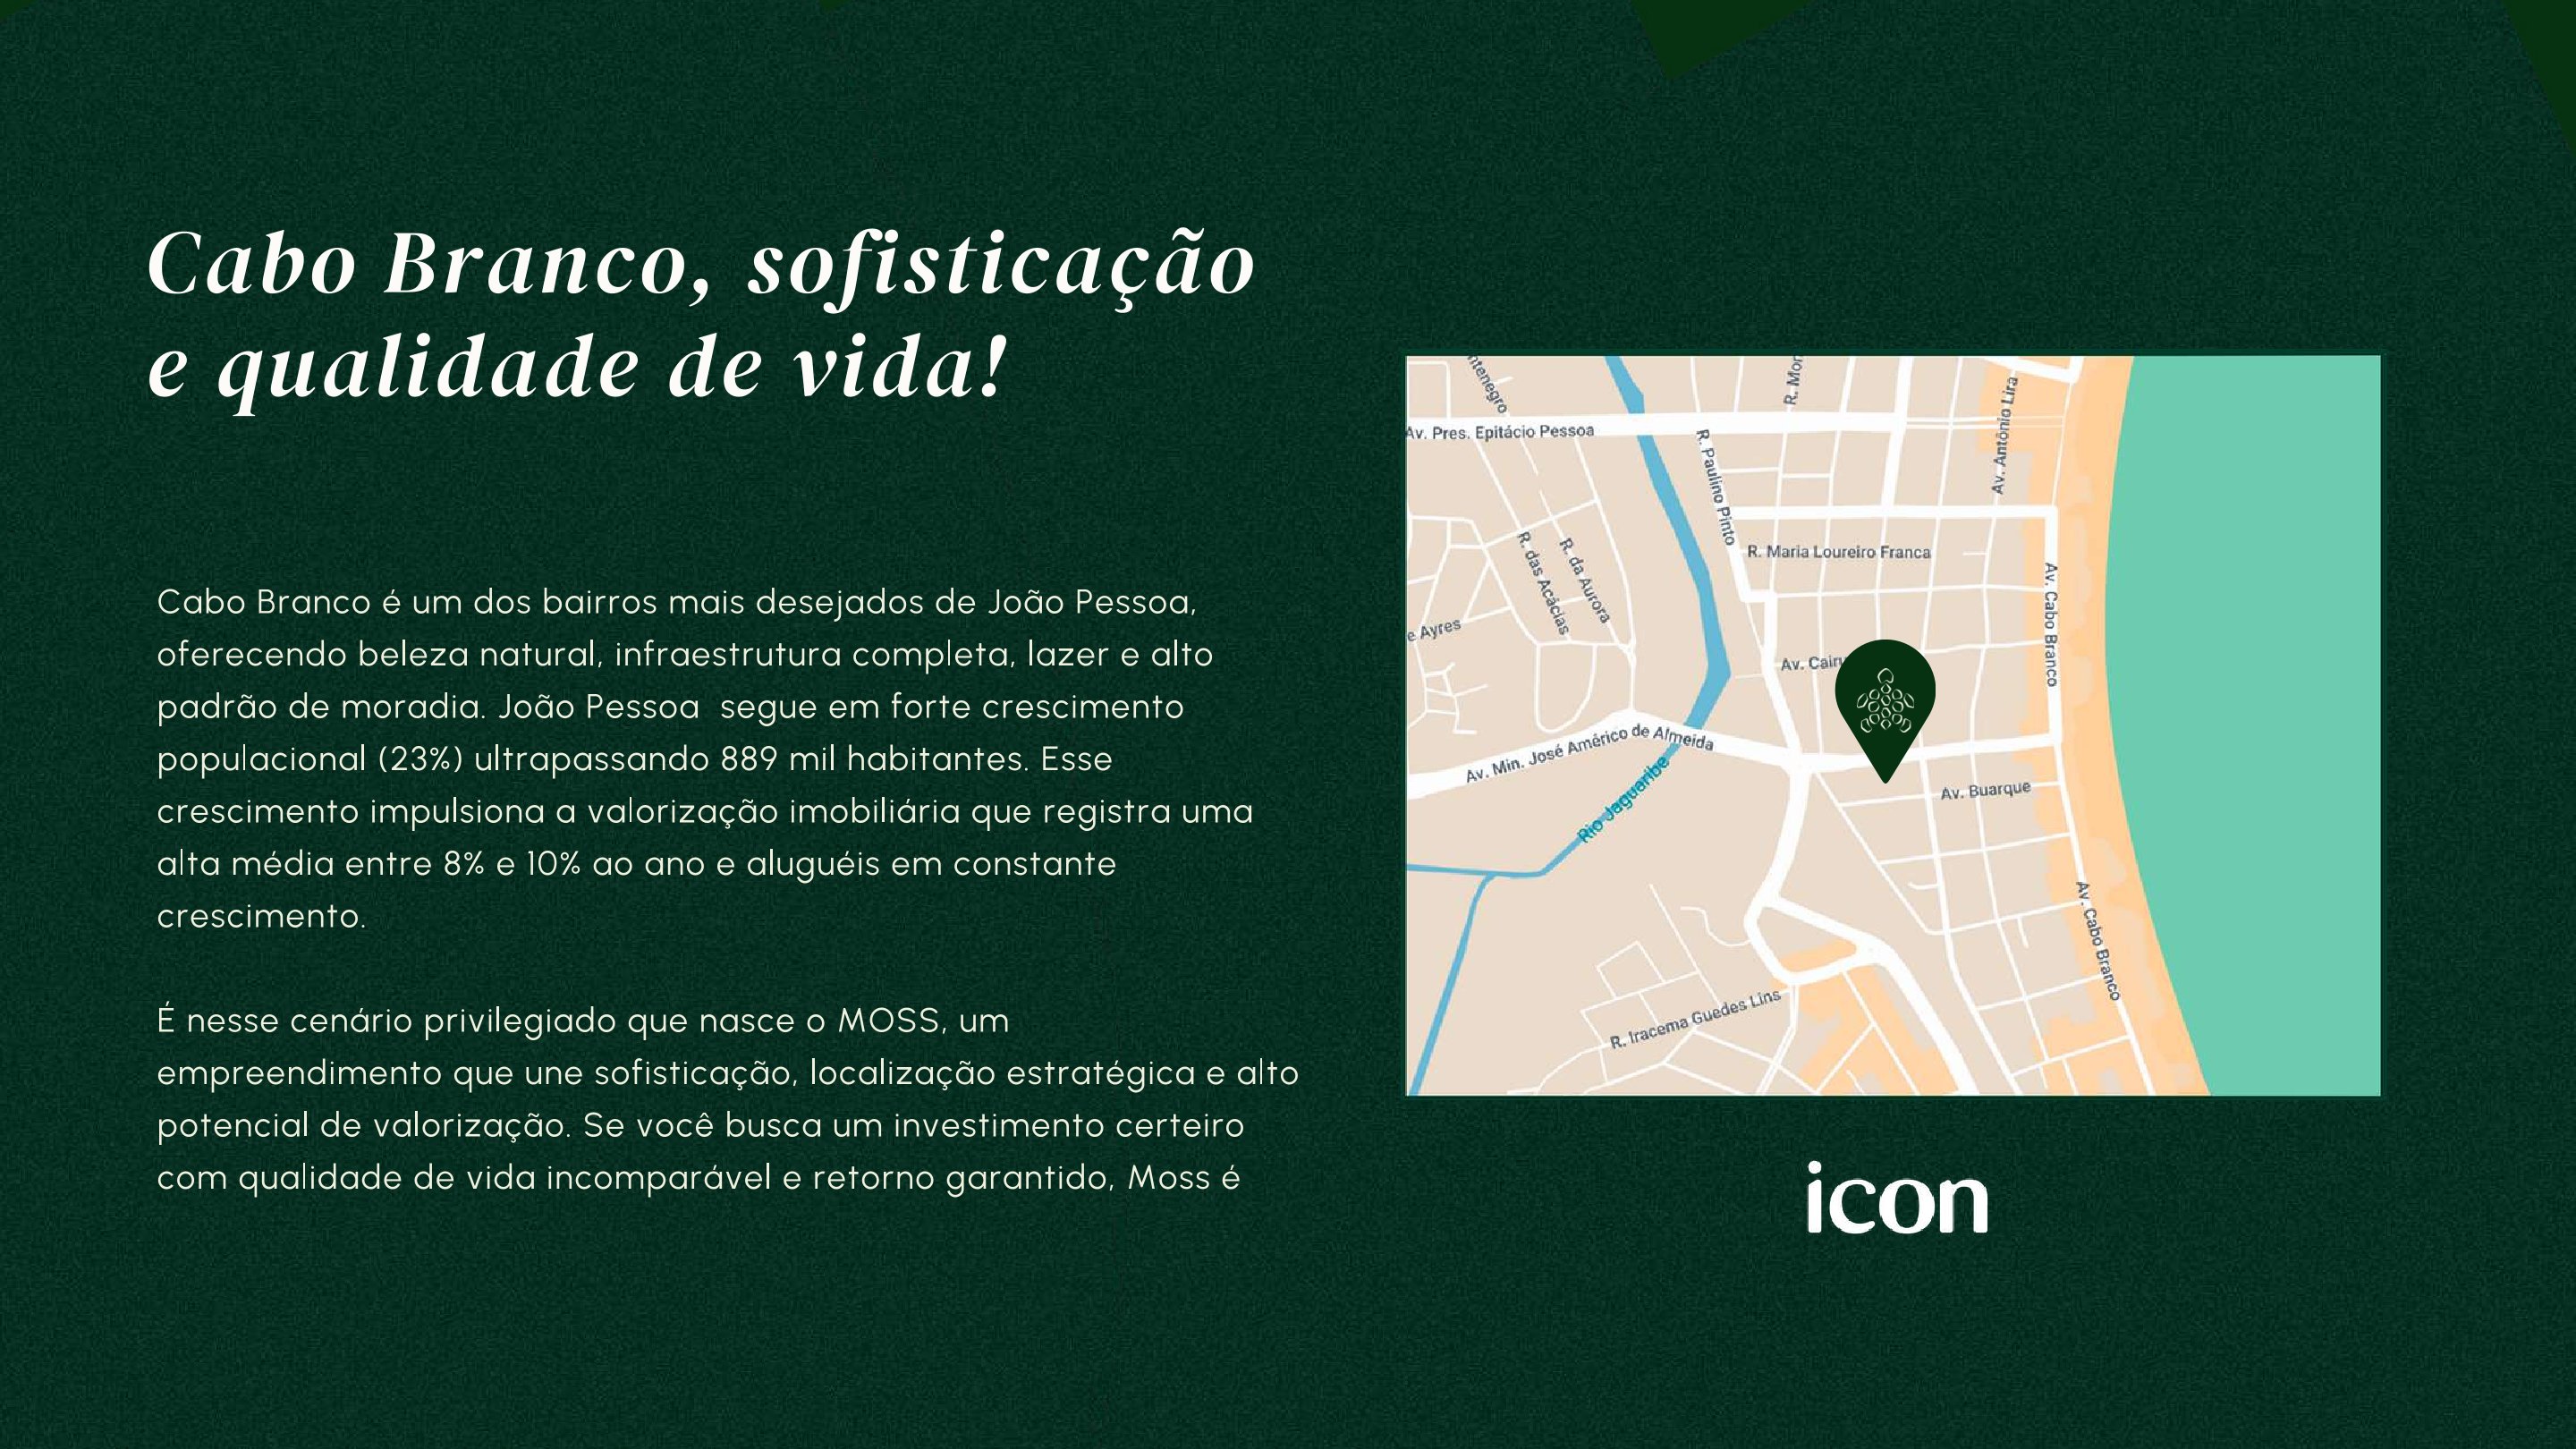 Cabo Branco, sofisticação
e qualidade de vida!
Cabo Branco é um dos bairros mais desejados de João Pessoa,
oferecendo beleza natural, infraestrutura completa, lazer e alto
padrão de moradia. João Pessoa  segue em forte crescimento
populacional (23%) ultrapassando 889 mil habitantes. Esse
crescimento impulsiona a valorização imobiliária que registra uma
alta média entre 8% e 10% ao ano e aluguéis em constante
crescimento.
É nesse cenário privilegiado que nasce o MOSS, um
empreendimento que une sofisticação, localização estratégica e alto
potencial de valorização. Se você busca um investimento certeiro
com qualidade de vida incomparável e retorno garantido, Moss é
ntenegro
R. Mor
Av. Antônio Lira
Av. Pres. Epitácio Pessoa
R. Paulino Pinto
R. das Acácias
R. da Aurora
R. Maria Loureiro Franca
Av. Cabo Branco
e Ayres
Av. Cairu
Av. Min. José Américo de Almeida
Rio Jaguaribe
Av. Buarque
Av. Cabo Branco
R. Iracema Guedes Lins
icon